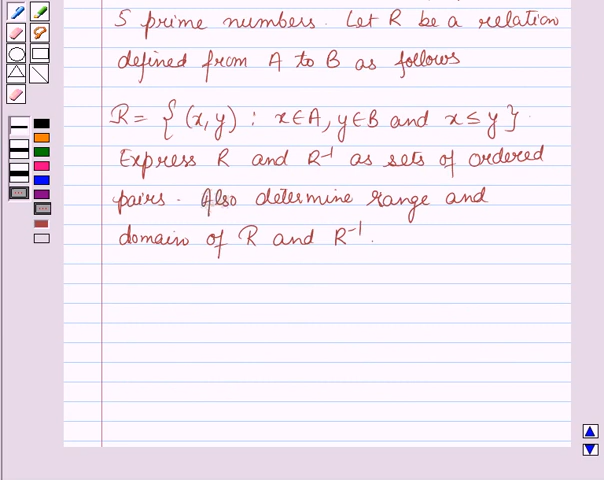 5 prime numbers. Let R be a relation
defined from A to B as follows
R = { (x, y) : x ∈ A, y ∈ B and x ≤ y }.
Express R and R⁻¹ as sets of ordered
pairs. Also determine range and
domain of R and R⁻¹.